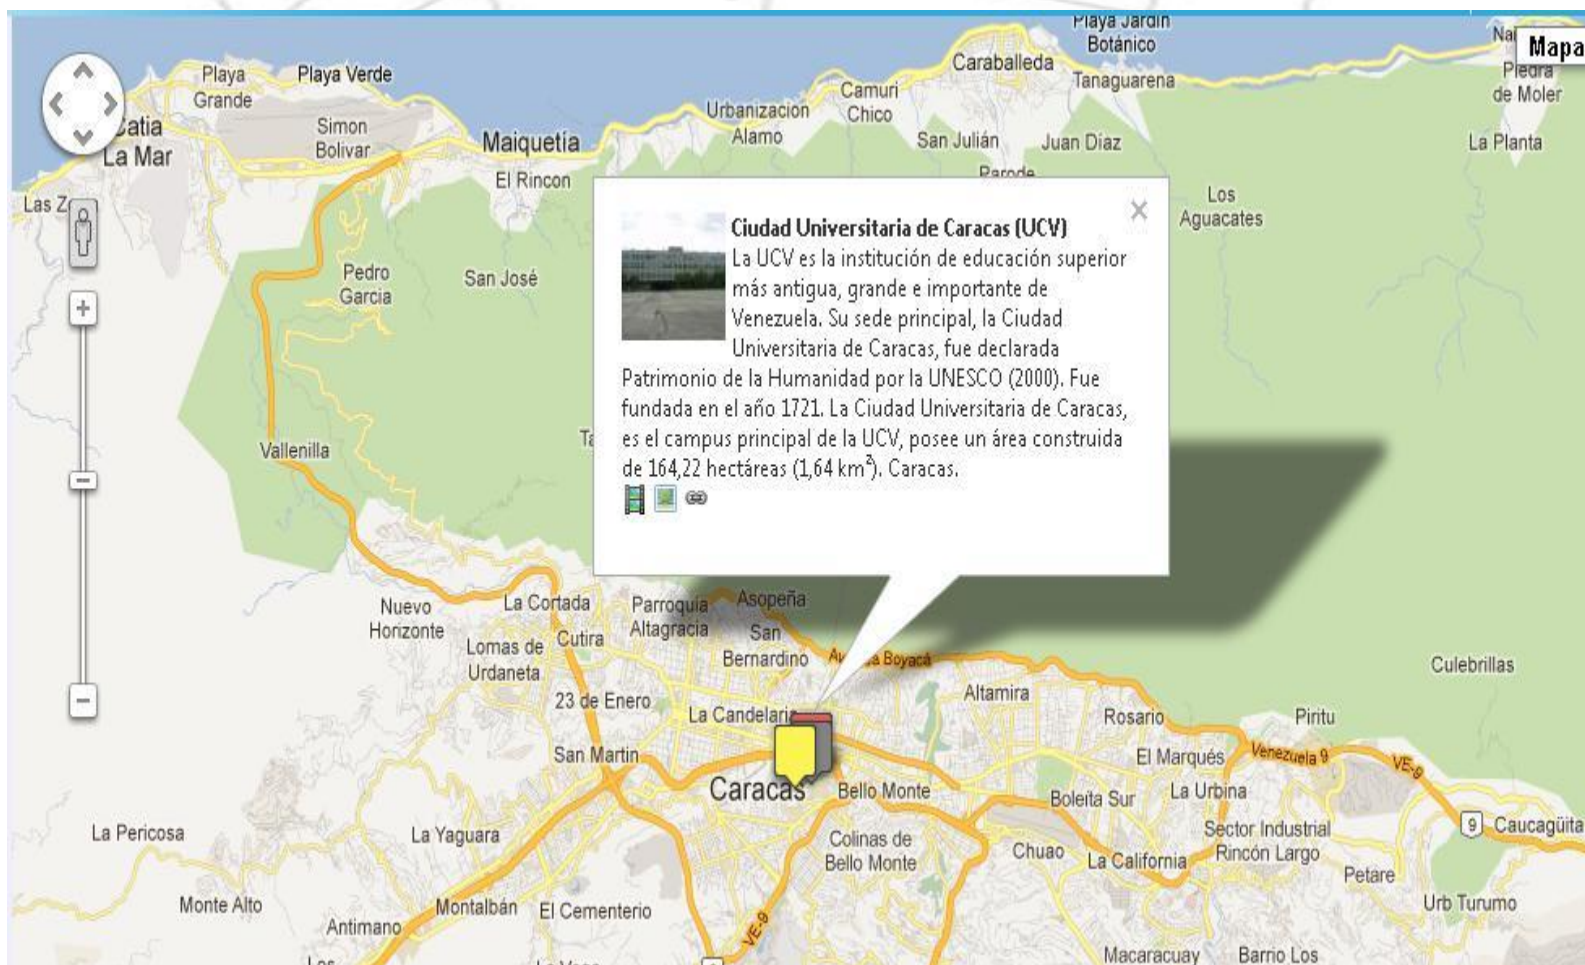 Playa Jardin
Botánico
Caraballeda
Tanaguarena
Mapa
Piedra
de Moler
Playa
Grande
Playa Verde
Camuri
Chico
Urbanizacion
Alamo
Catia
La Mar
Simon
Bolivar
Maiquetía
San Julián
Juan Díaz
La Planta
El Rincon
Parode
Las Z
Los
Aguacates
Pedro
Garcia
San José
Ciudad Universitaria de Caracas (UCV)
La UCV es la institución de educación superior
más antigua, grande e importante de
Venezuela. Su sede principal, la Ciudad
Universitaria de Caracas, fue declarada
Patrimonio de la Humanidad por la UNESCO (2000). Fue
fundada en el año 1721. La Ciudad Universitaria de Caracas,
es el campus principal de la UCV, posee un área construida
de 164,22 hectáreas (1,64 km²). Caracas.
Vallenilla
Nuevo
Horizonte
La Cortada
Parroquia
Altagracia
Asopeña
Lomas de
Urdaneta
Cutira
San
Bernardino
Boyacá
Culebrillas
23 de Enero
La Candelaria
Altamira
Rosario
Piritu
San Martin
El Marqués
Venezuela 9
VE-9
Caracas
Bello Monte
Boleita Sur
La Urbina
La Pericosa
La Yaguara
Colinas de
Bello Monte
Chuao
La California
Sector Industrial
Rincón Largo
9
Caucagüita
Petare
Monte Alto
Montalbán
El Cementerio
Urb Turumo
Antimano
VE-9
Macaracuay
Barrio Los